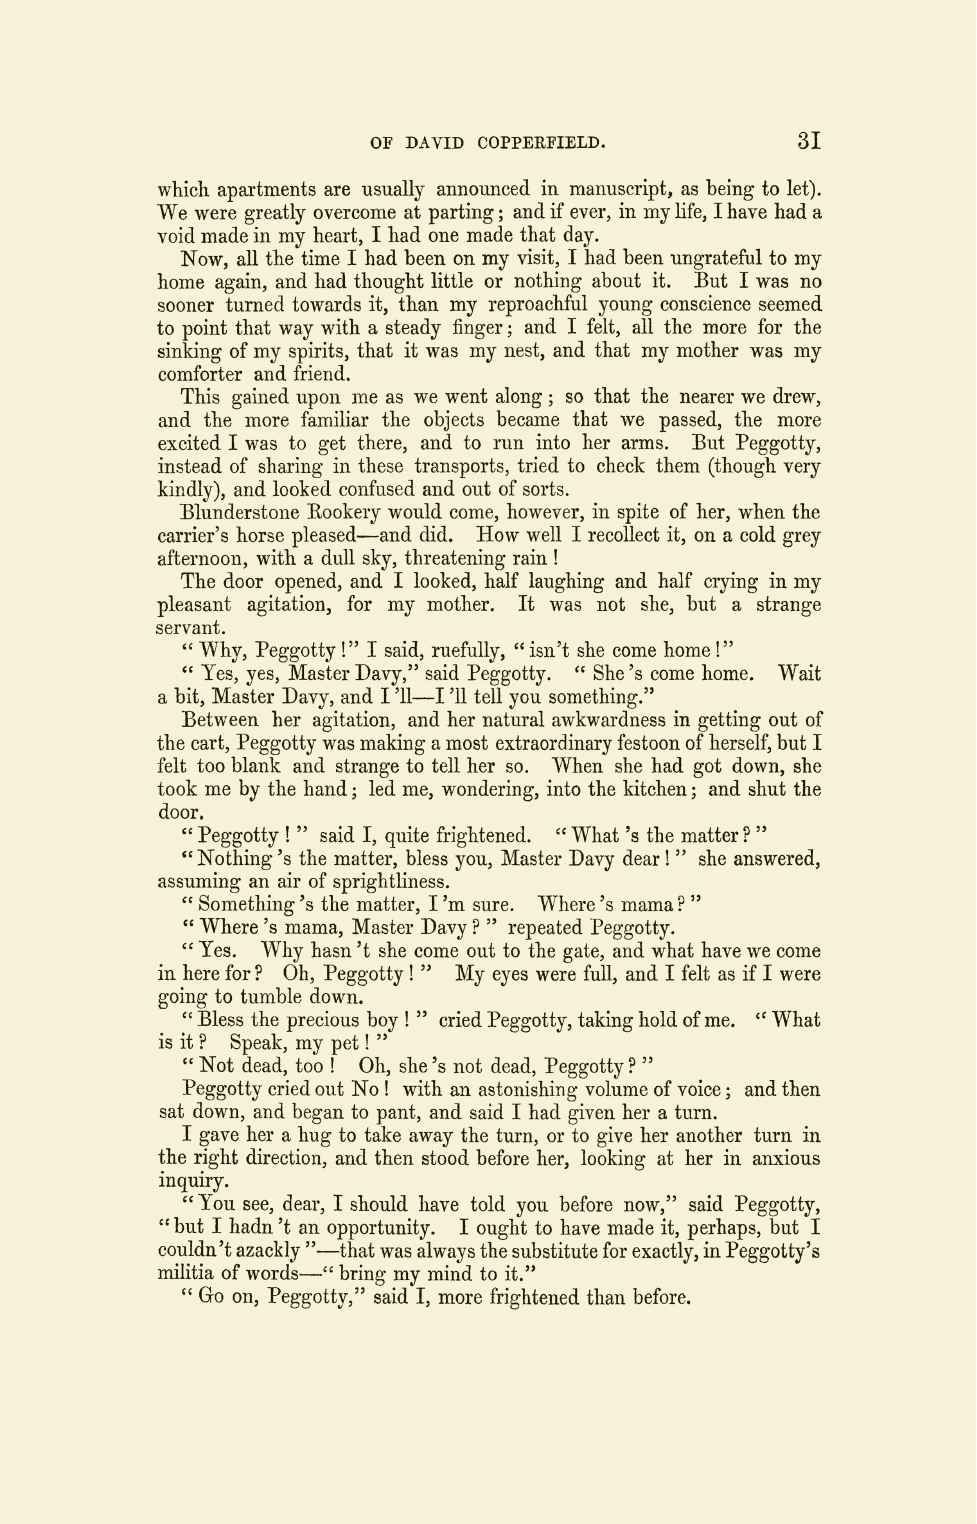 OF DAVID COPPERFIELD. 31
which apartments are usually announced in manuscript, as being to let).
We were greatly overcome at parting; and if ever, in my life, I have had a
void made in my heart, I had one made that day.
Now, all the time I had been on my visit, I had been ungrateful to my
home again, and had thought little or nothing about it. But I was no
sooner turned towards it, than my reproachful young conscience seemed
to point that way with a steady finger; and I felt, all the more for the
sinking of my spirits, that it was my nest, and that my mother was my
comforter and friend.
This gained upon me as we went along; so that the nearer we drew,
and the more familiar the objects became that we passed, the more
excited I was to get there, and to run into her arms. But Peggotty,
instead of sharing in these transports, tried to check them (though very
kindly), and looked confused and out of sorts.
Blunderstone Rookery would come, however, in spite of her, when the
carrier's horse pleased—and did. How well I recollect it, on a cold grey
afternoon, with a dull sky, threatening rain!
The door opened, and I looked, half laughing and half crying in my
pleasant agitation, for my mother. It was not she, but a strange
servant.
"Why, Peggotty!" I said, ruefully, "isn't she come home!"
"Yes, yes, Master Davy," said Peggotty. "She's come home. Wait
a bit, Master Davy, and I'll—I'll tell you something."
Between her agitation, and her natural awkwardness in getting out of
the cart, Peggotty was making a most extraordinary festoon of herself, but I
felt too blank and strange to tell her so. When she had got down, she
took me by the hand; led me, wondering, into the kitchen; and shut the
door.
"Peggotty!" said I, quite frightened. "What's the matter?"
"Nothing's the matter, bless you, Master Davy dear!" she answered,
assuming an air of sprightliness.
"Something's the matter, I'm sure. Where's mama?"
"Where's mama, Master Davy?" repeated Peggotty.
"Yes. Why hasn't she come out to the gate, and what have we come
in here for? Oh, Peggotty!" My eyes were full, and I felt as if I were
going to tumble down.
"Bless the precious boy!" cried Peggotty, taking hold of me. "What
is it? Speak, my pet!"
"Not dead, too! Oh, she's not dead, Peggotty?"
Peggotty cried out No! with an astonishing volume of voice; and then
sat down, and began to pant, and said I had given her a turn.
I gave her a hug to take away the turn, or to give her another turn in
the right direction, and then stood before her, looking at her in anxious
inquiry.
"You see, dear, I should have told you before now," said Peggotty,
"but I hadn't an opportunity. I ought to have made it, perhaps, but I
couldn't azackly"—that was always the substitute for exactly, in Peggotty's
militia of words—"bring my mind to it."
"Go on, Peggotty," said I, more frightened than before.